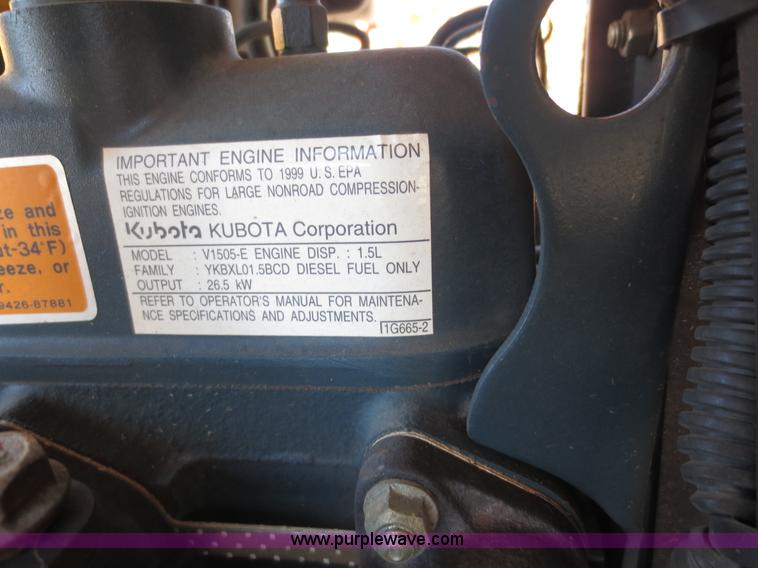 IMPORTANT ENGINE INFORMATION
THIS ENGINE CONFORMS TO 1999 U.S.EPA
REGULATIONS FOR LARGE NONROAD COMPRESSION-
IGNITION ENGINES.
Kubota KUBOTA Corporation
MODEL : V1505-E ENGINE DISP. : 1.5L
FAMILY : YKBXL01.5BCD DIESEL FUEL ONLY
OUTPUT : 26.5 kW
REFER TO OPERATOR'S MANUAL FOR MAINTENA-
NCE SPECIFICATIONS AND ADJUSTMENTS.
1G665-2
ze and
in this
ut-34°F)
eeze, or
r.
9426-87881
www.purplewave.com